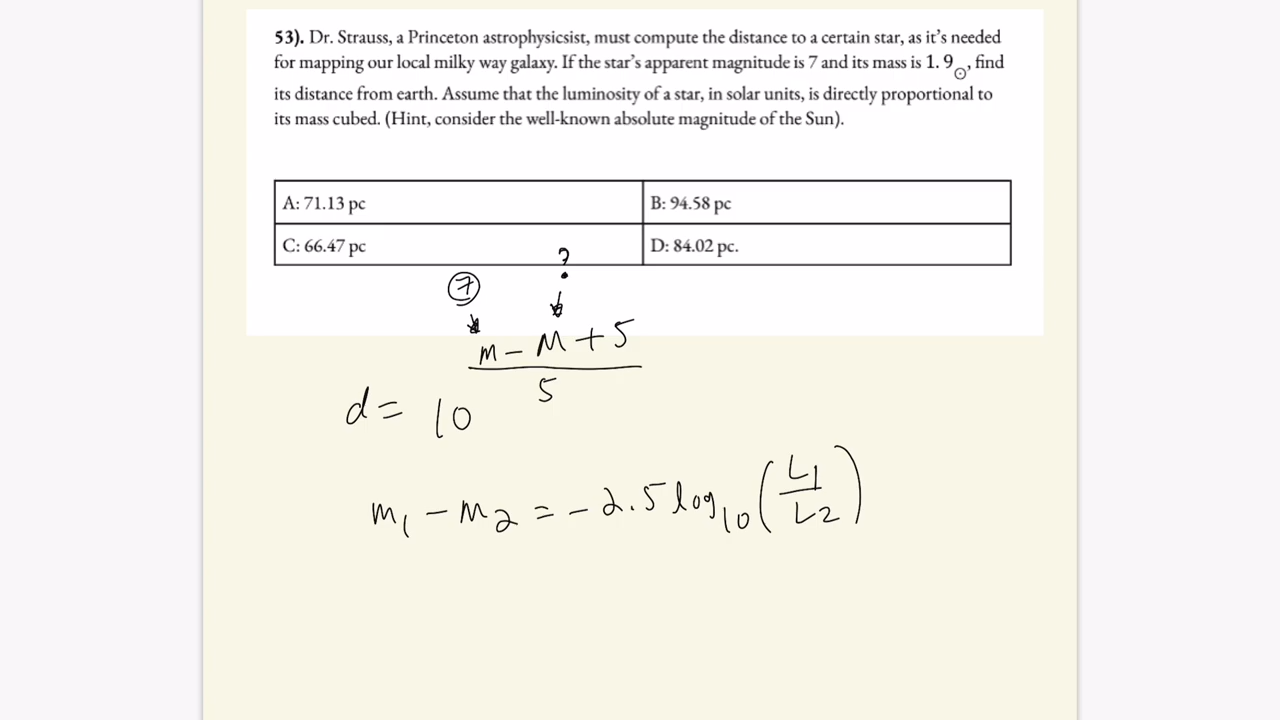 53). Dr. Strauss, a Princeton astrophysicsist, must compute the distance to a certain star, as it’s needed
for mapping our local milky way galaxy. If the star’s apparent magnitude is 7 and its mass is 1. 9⊙, find
its distance from earth. Assume that the luminosity of a star, in solar units, is directly proportional to
its mass cubed. (Hint, consider the well-known absolute magnitude of the Sun).
A: 71.13 pc
B: 94.58 pc
C: 66.47 pc
D: 84.02 pc.
?
7
m - M + 5
5
d = 10
m1 - m2 = - 2.5 log10 (L1/L2)